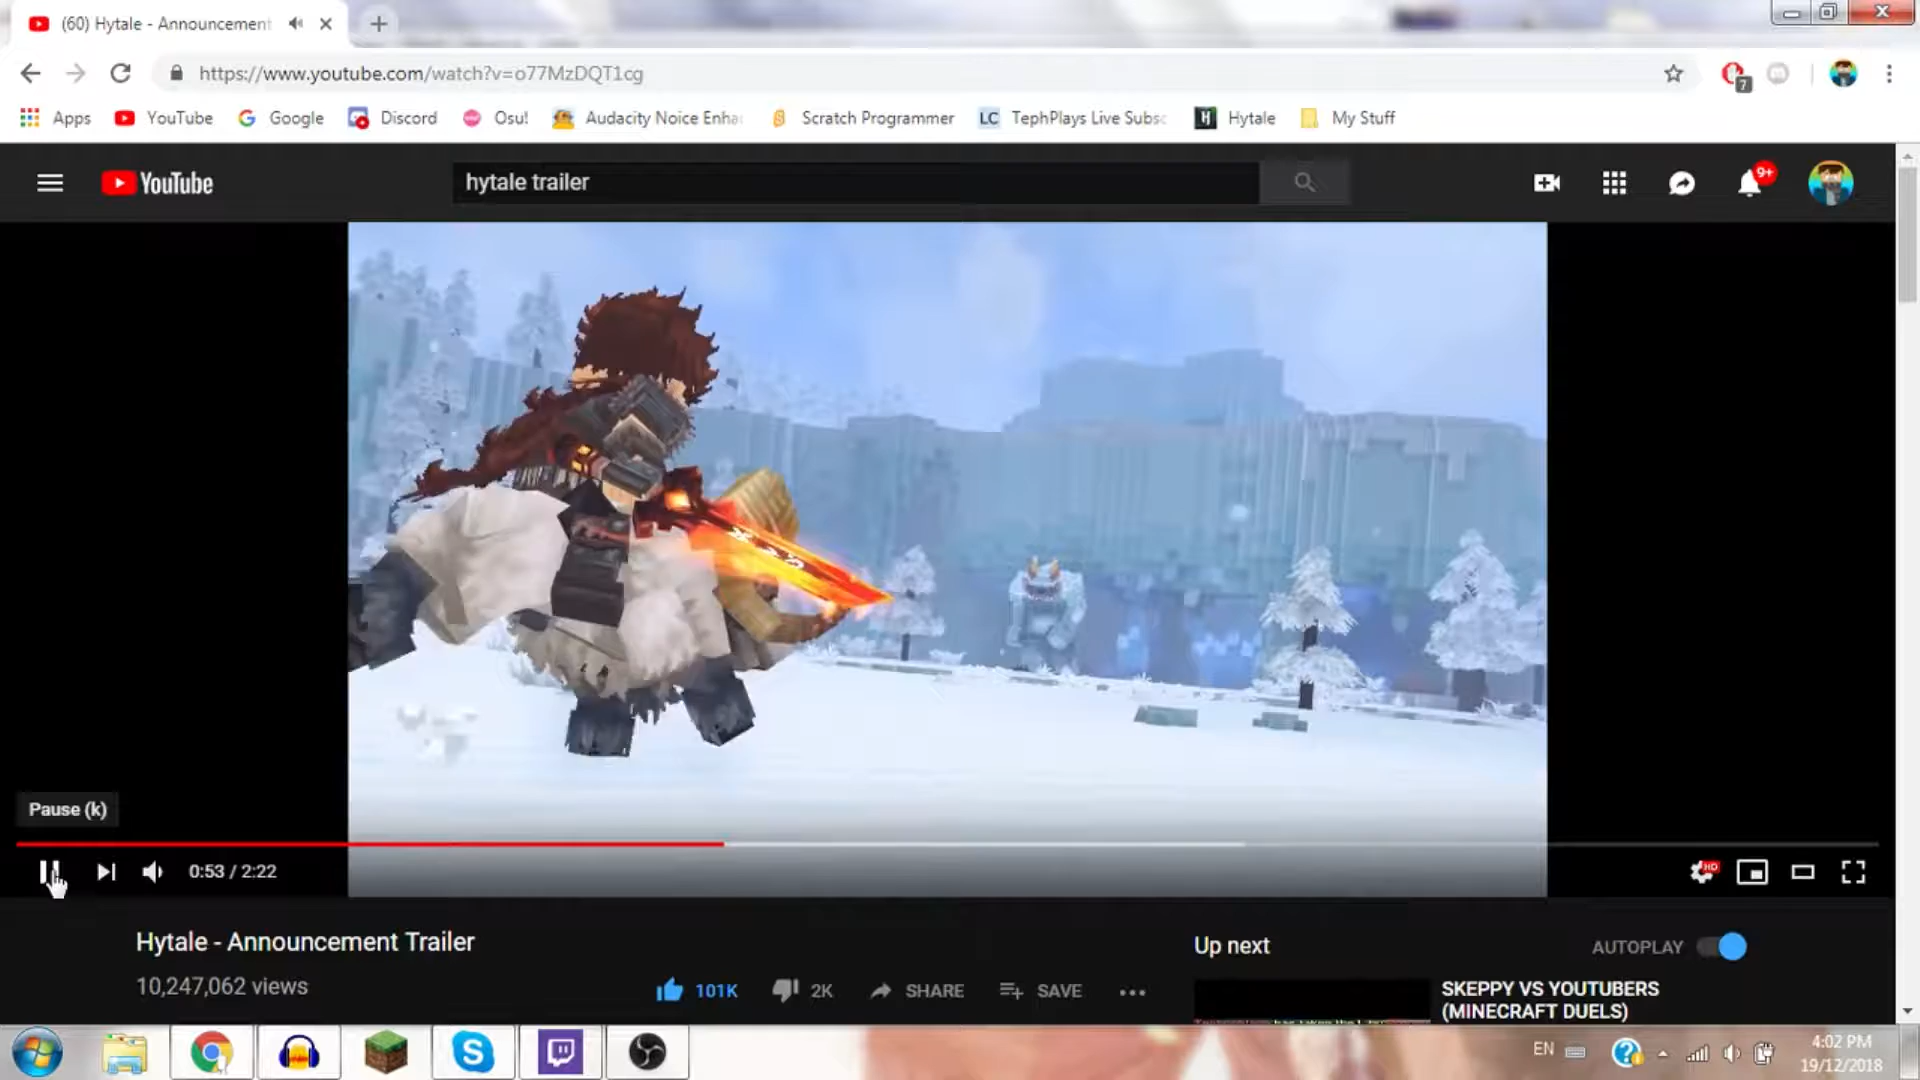 (60) Hytale - Announcement
https://www.youtube.com/watch?v=o77MzDQT1cg
7
Apps
YouTube
Google
Discord
Osu!
Audacity Noice Enha
Scratch Programmer
LC
TephPlays Live Subsc
H
Hytale
My Stuff
YouTube
hytale trailer
9+
Pause (k)
0:53 / 2:22
HD
Hytale - Announcement Trailer
10,247,062 views
101K
2K
SHARE
SAVE
Up next
AUTOPLAY
SKEPPY VS YOUTUBERS
(MINECRAFT DUELS)
EN
4:02 PM
19/12/2018